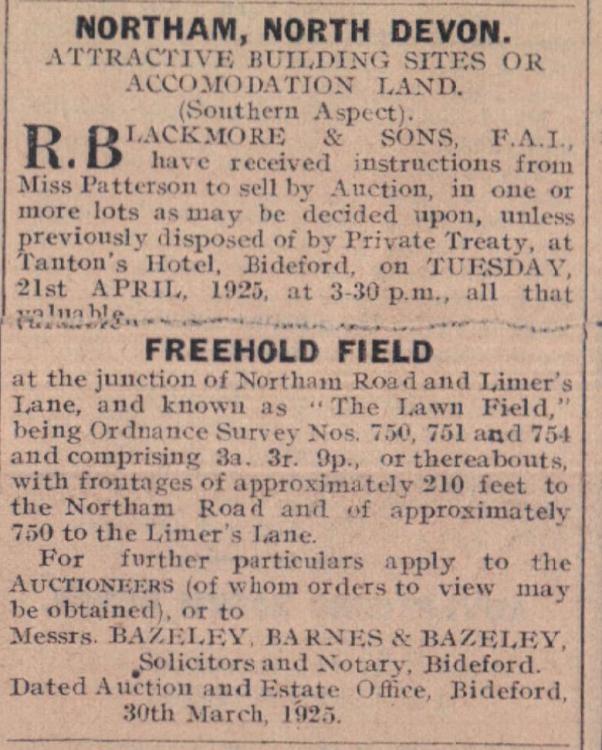 NORTHAM, NORTH DEVON.
ATTRACTIVE BUILDING SITES OR
ACCOMODATION LAND.
(Southern Aspect).
R. BLACKMORE & SONS, F.A.I.,
have received instructions from
Miss Patterson to sell by Auction, in one or
more lots as may be decided upon, unless
previously disposed of by Private Treaty, at
Tanton's Hotel, Bideford, on TUESDAY,
21st APRIL, 1925, at 3-30 p.m., all that
valuable
FREEHOLD FIELD
at the junction of Northam Road and Limer's
Lane, and known as "The Lawn Field,"
being Ordnance Survey Nos. 750, 751 and 754
and comprising 3a. 3r. 9p., or thereabouts,
with frontages of approximately 210 feet to
the Northam Road and of approximately
750 to the Limer's Lane.
For further particulars apply to the
AUCTIONEERS (of whom orders to view may
be obtained), or to
Messrs. BAZELEY, BARNES & BAZELEY,
Solicitors and Notary, Bideford.
Dated Auction and Estate Office, Bideford,
30th March, 1925.